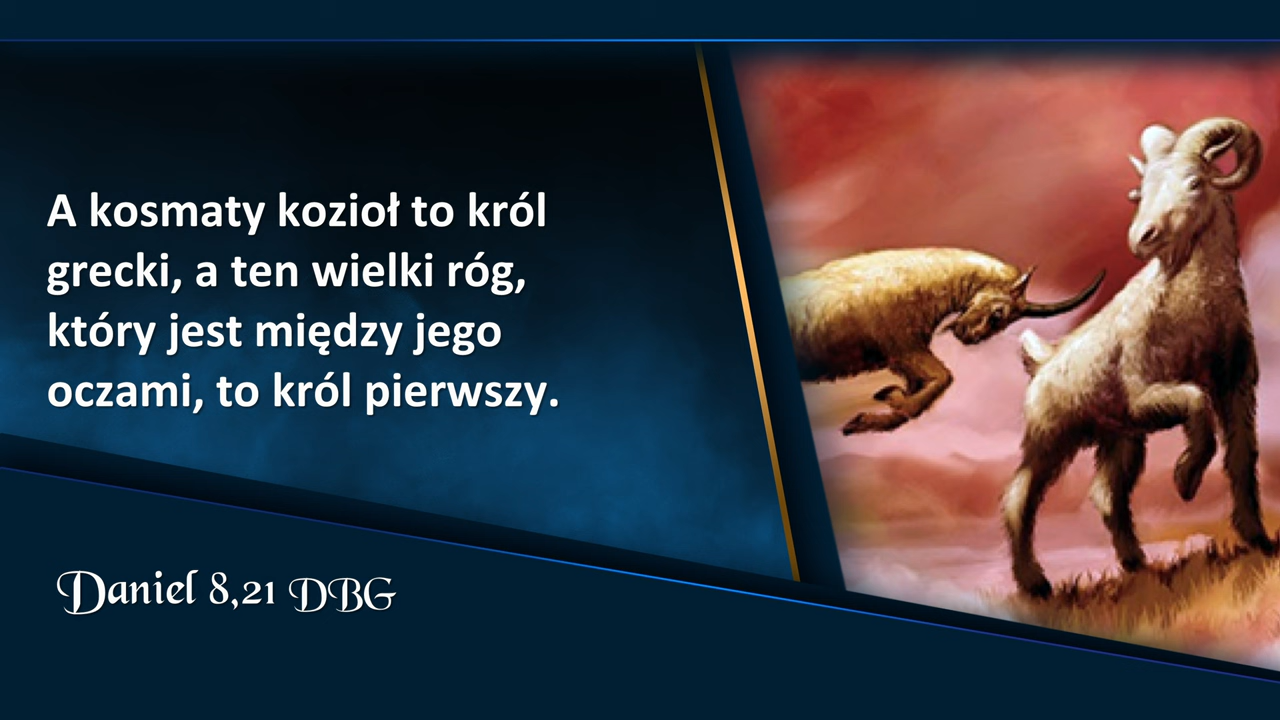 A kosmaty kozioł to król
grecki, a ten wielki róg,
który jest między jego
oczami, to król pierwszy.
Daniel 8,21 DBG